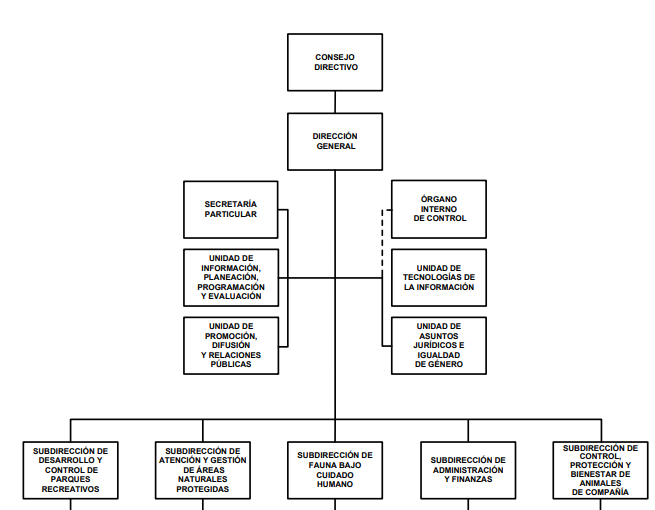 CONSEJO
DIRECTIVO
DIRECCIÓN
GENERAL
SECRETARÍA
PARTICULAR
ÓRGANO
INTERNO
DE CONTROL
UNIDAD DE
INFORMACIÓN,
PLANEACIÓN,
PROGRAMACIÓN
Y EVALUACIÓN
UNIDAD DE
TECNOLOGÍAS DE
LA INFORMACIÓN
UNIDAD DE
PROMOCIÓN,
DIFUSIÓN
Y RELACIONES
PÚBLICAS
UNIDAD DE
ASUNTOS
JURÍDICOS E
IGUALDAD
DE GÉNERO
SUBDIRECCIÓN DE
DESARROLLO Y
CONTROL DE
PARQUES
RECREATIVOS
SUBDIRECCIÓN DE
ATENCIÓN Y GESTIÓN
DE ÁREAS
NATURALES
PROTEGIDAS
SUBDIRECCIÓN DE
FAUNA BAJO
CUIDADO
HUMANO
SUBDIRECCIÓN DE
ADMINISTRACIÓN
Y FINANZAS
SUBDIRECCIÓN DE
CONTROL,
PROTECCIÓN Y
BIENESTAR DE
ANIMALES
DE COMPAÑÍA